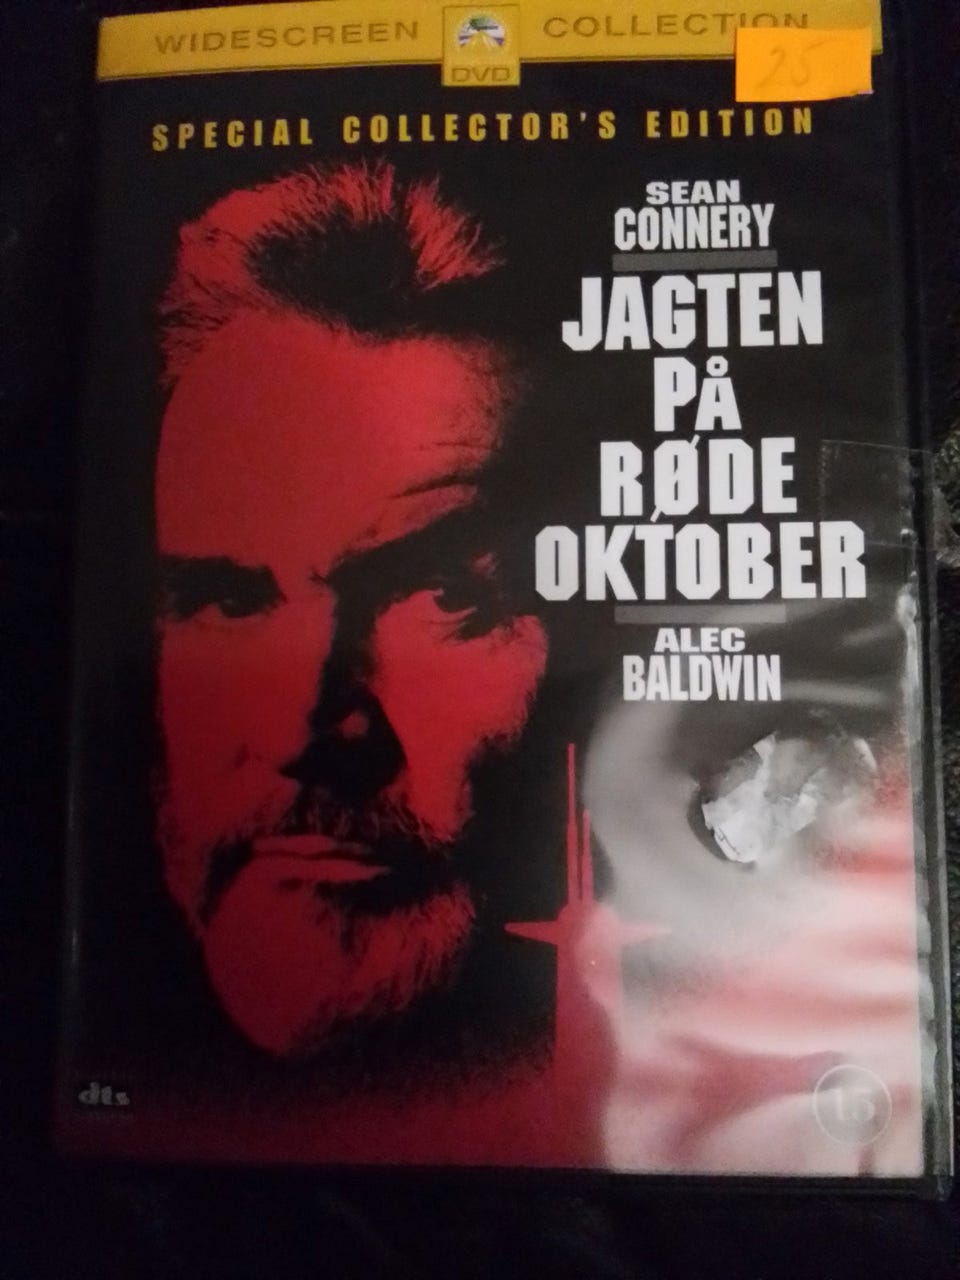 WIDESCREEN DVD COLLECTION
25
SPECIAL COLLECTOR'S EDITION
SEAN
CONNERY
JAGTEN
PÅ
RØDE
OKTOBER
ALEC
BALDWIN
dts
15